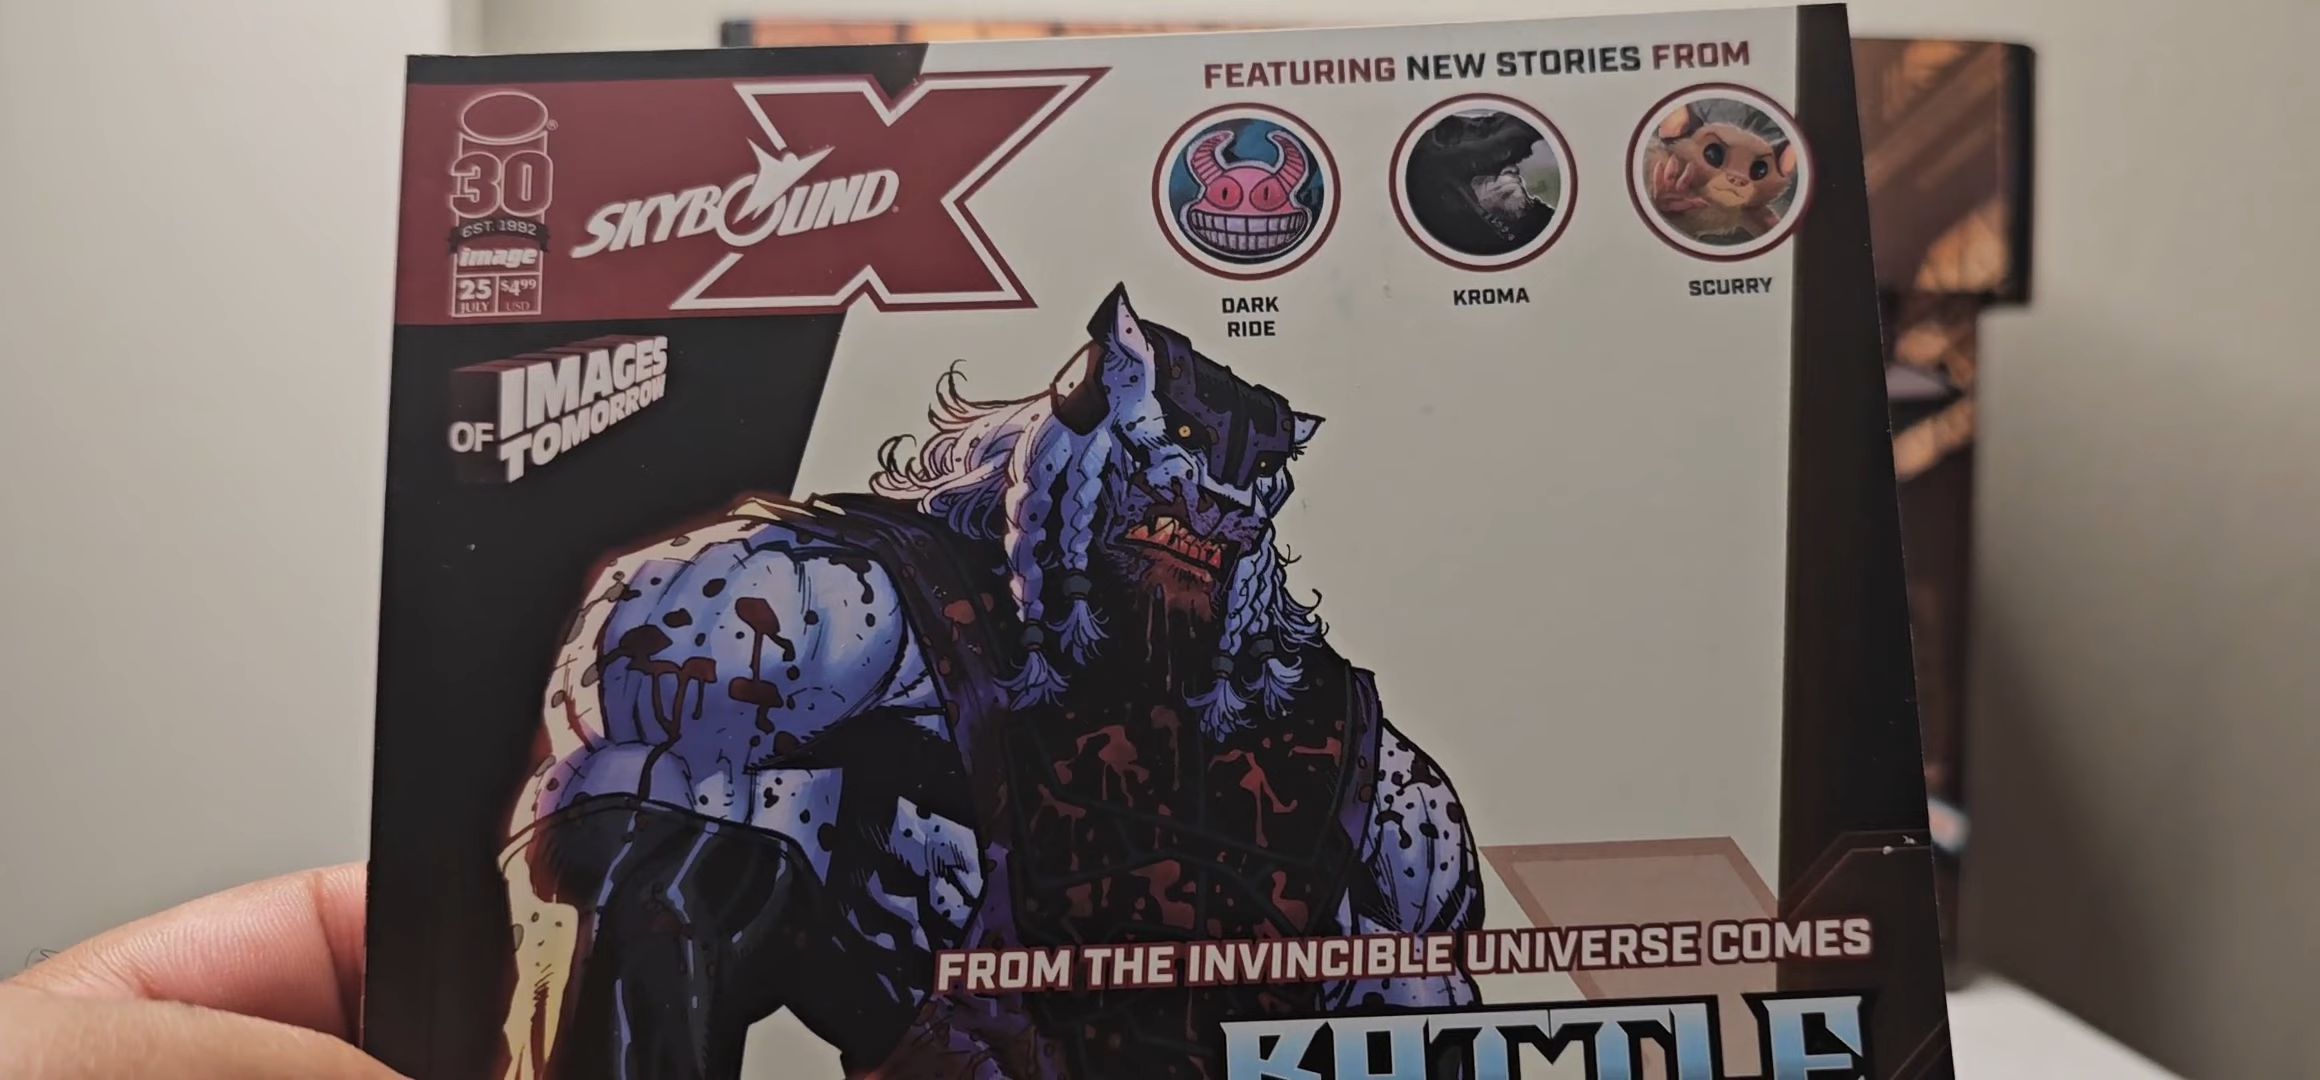 FEATURING NEW STORIES FROM
30
EST. 1992
image
25
$4.99
JULY
USD
SKYBOUND
X
DARK
RIDE
KROMA
SCURRY
IMAGES
OF TOMORROW
FROM THE INVINCIBLE UNIVERSE COMES
BATTLE